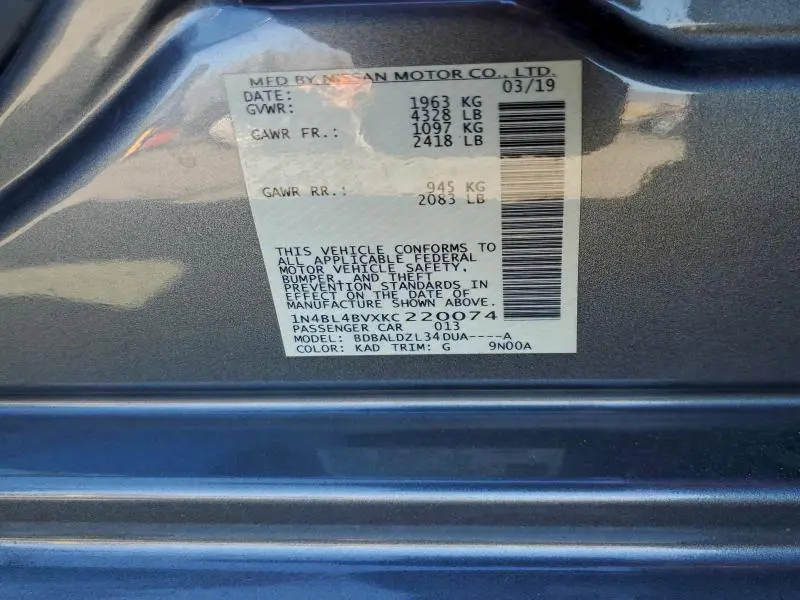 MFD BY NISSAN MOTOR CO., LTD.
DATE: 03/19
GVWR: 1963 KG
4328 LB
GAWR FR.: 1097 KG
2418 LB
GAWR RR.: 945 KG
2083 LB
THIS VEHICLE CONFORMS TO
ALL APPLICABLE FEDERAL
MOTOR VEHICLE SAFETY,
BUMPER, AND THEFT
PREVENTION STANDARDS IN
EFFECT ON THE DATE OF
MANUFACTURE SHOWN ABOVE.
1N4BL4BVXKC220074
PASSENGER CAR 013
MODEL: BDBALDZL34DUA----A
COLOR: KAD TRIM: G 9N00A